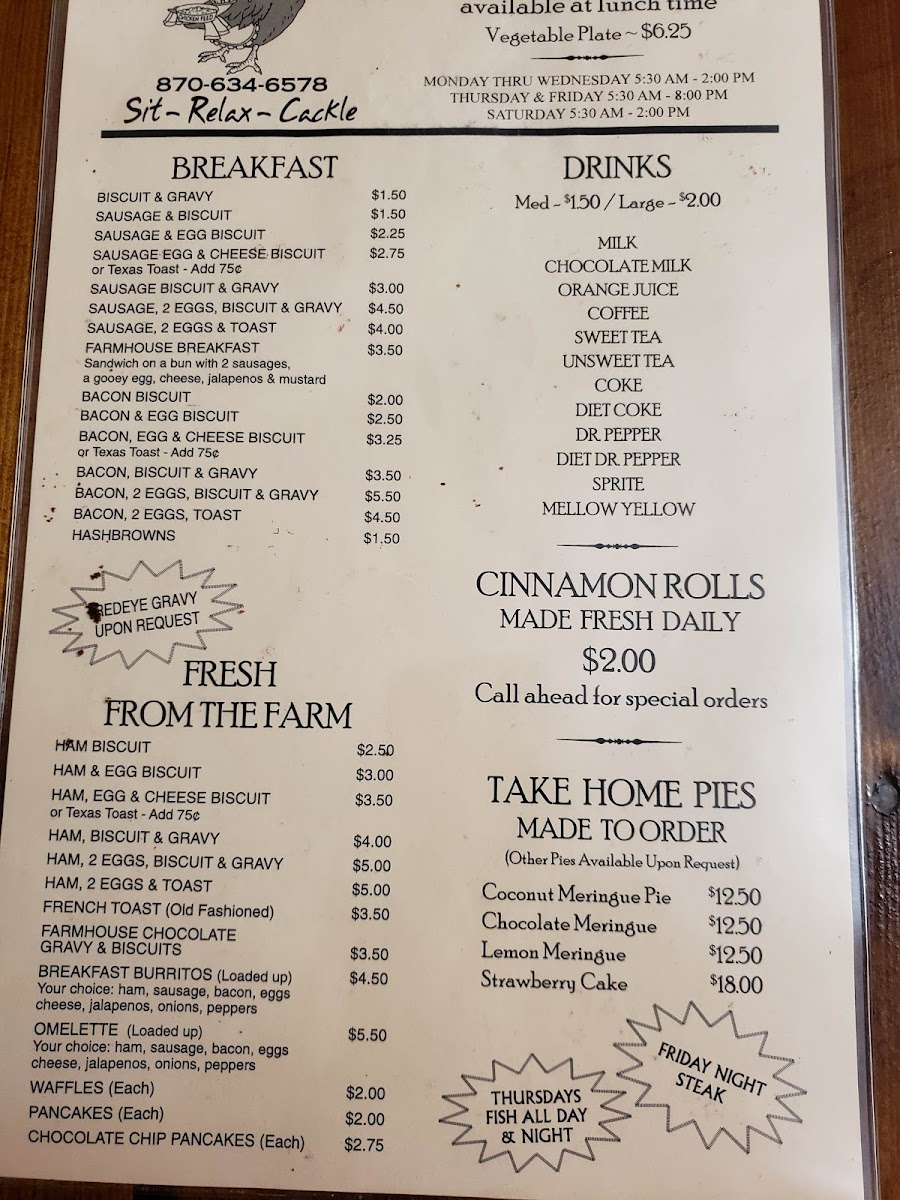 CHICKEN FEED
870-634-6578
Sit - Relax - Cackle
available at lunch time
Vegetable Plate ~ $6.25
MONDAY THRU WEDNESDAY 5:30 AM - 2:00 PM
THURSDAY & FRIDAY 5:30 AM - 8:00 PM
SATURDAY 5:30 AM - 2:00 PM
BREAKFAST
BISCUIT & GRAVY $1.50
SAUSAGE & BISCUIT $1.50
SAUSAGE & EGG BISCUIT $2.25
SAUSAGE EGG & CHEESE BISCUIT $2.75
or Texas Toast - Add 75¢
SAUSAGE BISCUIT & GRAVY $3.00
SAUSAGE, 2 EGGS, BISCUIT & GRAVY $4.50
SAUSAGE, 2 EGGS & TOAST $4.00
FARMHOUSE BREAKFAST $3.50
Sandwich on a bun with 2 sausages,
a gooey egg, cheese, jalapenos & mustard
BACON BISCUIT $2.00
BACON & EGG BISCUIT $2.50
BACON, EGG & CHEESE BISCUIT $3.25
or Texas Toast - Add 75¢
BACON, BISCUIT & GRAVY $3.50
BACON, 2 EGGS, BISCUIT & GRAVY $5.50
BACON, 2 EGGS, TOAST $4.50
HASHBROWNS $1.50
REDEYE GRAVY
UPON REQUEST
FRESH
FROM THE FARM
HAM BISCUIT $2.50
HAM & EGG BISCUIT $3.00
HAM, EGG & CHEESE BISCUIT $3.50
or Texas Toast - Add 75¢
HAM, BISCUIT & GRAVY $4.00
HAM, 2 EGGS, BISCUIT & GRAVY $5.00
HAM, 2 EGGS & TOAST $5.00
FRENCH TOAST (Old Fashioned) $3.50
FARMHOUSE CHOCOLATE
GRAVY & BISCUITS $3.50
BREAKFAST BURRITOS (Loaded up) $4.50
Your choice: ham, sausage, bacon, eggs
cheese, jalapenos, onions, peppers
OMELETTE (Loaded up) $5.50
Your choice: ham, sausage, bacon, eggs
cheese, jalapenos, onions, peppers
WAFFLES (Each) $2.00
PANCAKES (Each) $2.00
CHOCOLATE CHIP PANCAKES (Each) $2.75
DRINKS
Med ~ $1.50 / Large ~ $2.00
MILK
CHOCOLATE MILK
ORANGE JUICE
COFFEE
SWEET TEA
UNSWEET TEA
COKE
DIET COKE
DR. PEPPER
DIET DR. PEPPER
SPRITE
MELLOW YELLOW
CINNAMON ROLLS
MADE FRESH DAILY
$2.00
Call ahead for special orders
TAKE HOME PIES
MADE TO ORDER
(Other Pies Available Upon Request)
Coconut Meringue Pie $12.50
Chocolate Meringue $12.50
Lemon Meringue $12.50
Strawberry Cake $18.00
THURSDAYS
FISH ALL DAY
& NIGHT
FRIDAY NIGHT
STEAK